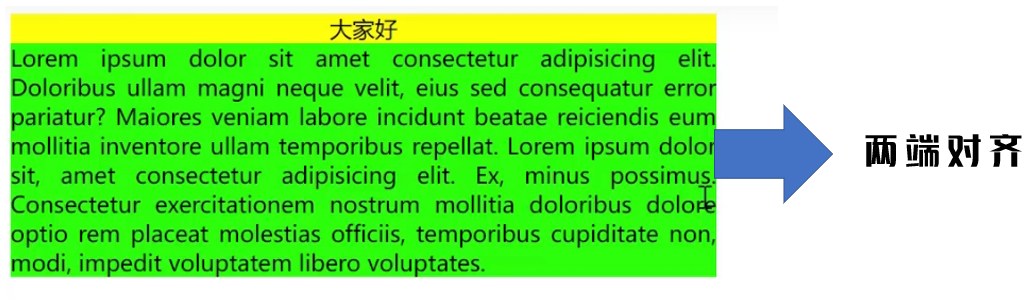 大家好
Lorem ipsum dolor sit amet consectetur adipisicing elit.
Doloribus ullam magni neque velit, eius sed consequatur error
pariatur? Maiores veniam labore incidunt beatae reiciendis eum
mollitia inventore ullam temporibus repellat. Lorem ipsum dolor
sit, amet consectetur adipisicing elit. Ex, minus possimus.
Consectetur exercitationem nostrum mollitia doloribus dolore
optio rem placeat molestias officiis, temporibus cupiditate non,
modi, impedit voluptatem libero voluptates.
两端对齐